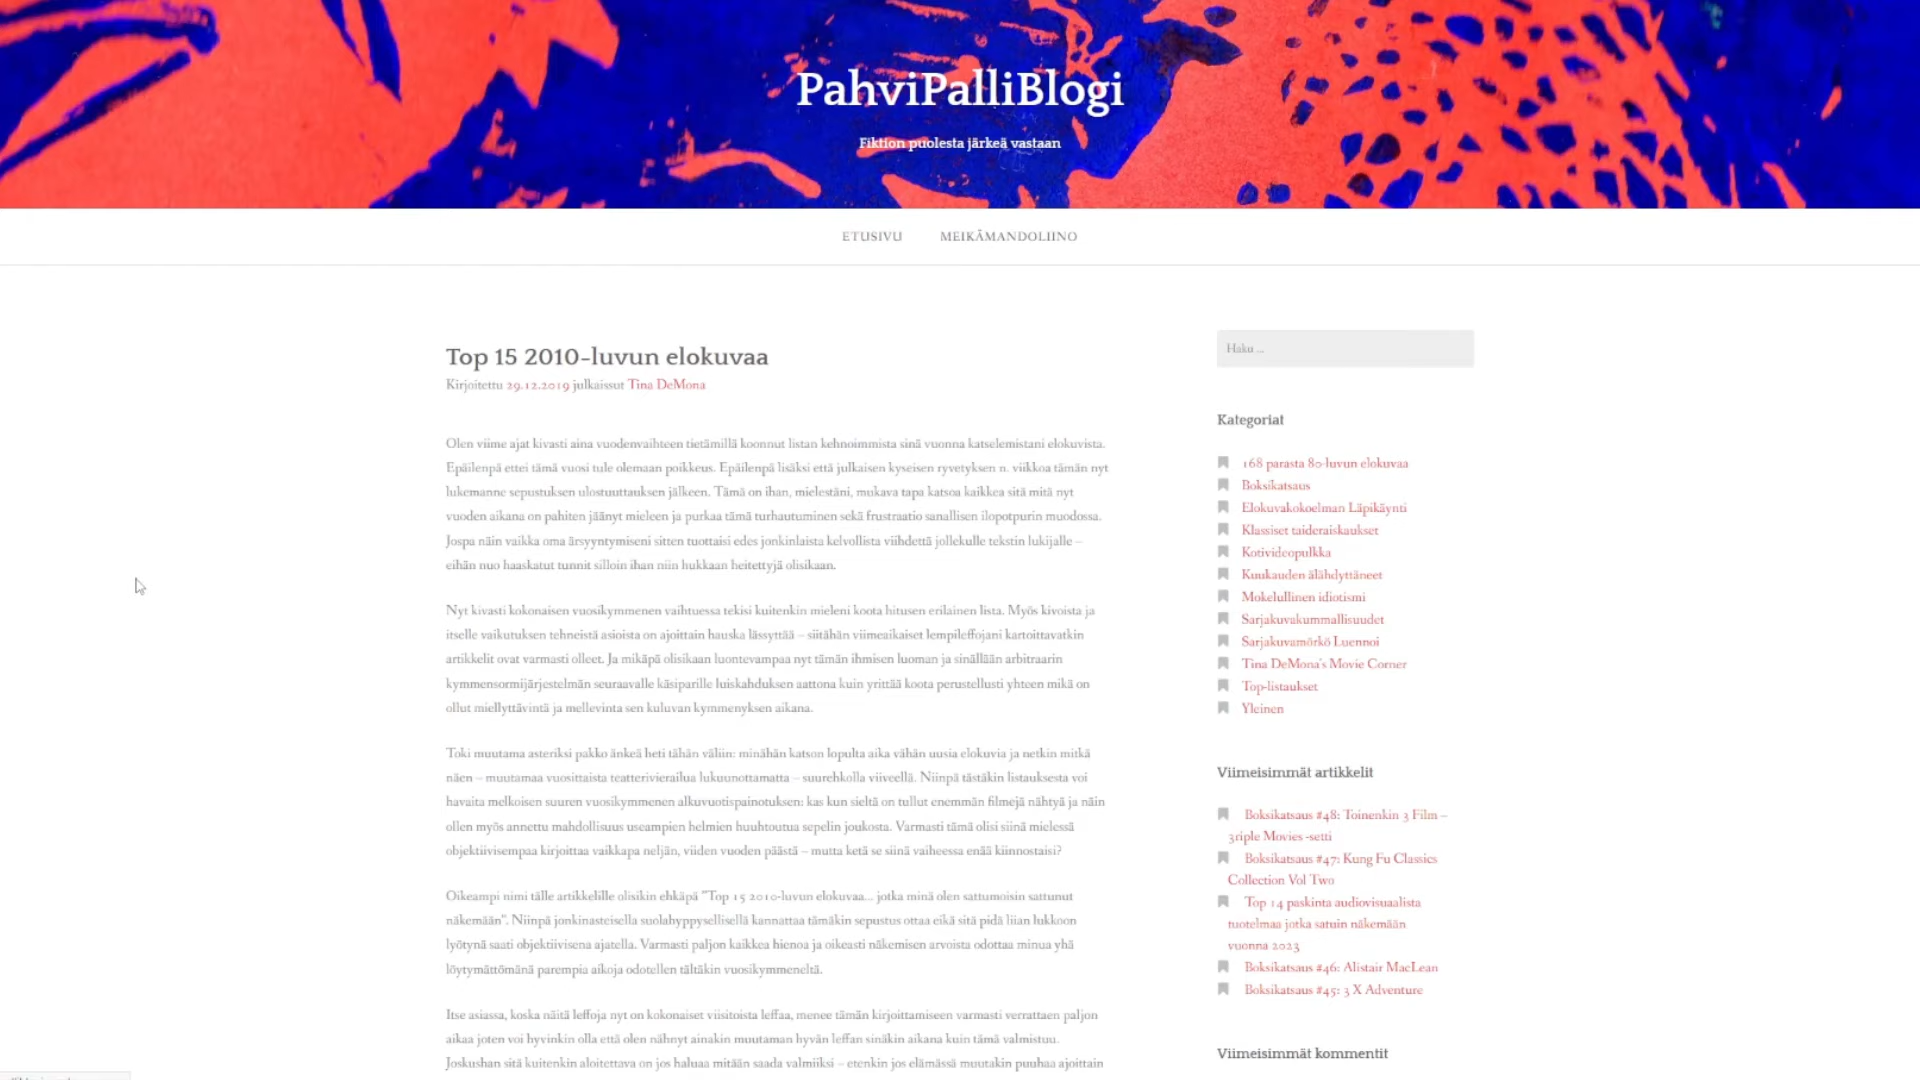 PahviPalliBlogi
Fiktion puolesta järkeä vastaan
ETUSIVU MEIKÄMANDOLIINO
Top 15 2010-luvun elokuvaa
Kirjoitettu 29.12.2019 julkaissut Tina DeMona
Olen viime ajat kivasti aina vuodenvaihteen tietämillä koonnut listan kehnoimmista sinä vuonna katselemistani elokuvista.
Epäilenpä ettei tämä vuosi tule olemaan poikkeus. Epäilenpä lisäksi että julkaisen kyseisen ryvetyksen n. viikkoa tämän nyt
lukemanne sepustuksen ulostuuttauksen jälkeen. Tämä on ihan, mielestäni, mukava tapa katsoa kaikkea sitä mitä nyt
vuoden aikana on pahiten jäänyt mieleen ja purkaa tämä turhautuminen sekä frustraatio sanallisen ilopotpurin muodossa.
Jospa näin vaikka oma ärsyyntymiseni sitten tuottaisi edes jonkinlaista kelvollista viihdettä jollekulle tekstin lukijalle –
eihän nuo haaskatut tunnit silloin ihan niin hukkaan heitettyjä olisikaan.
Nyt kivasti kokonaisen vuosikymmenen vaihtuessa tekisi kuitenkin mieleni koota hitusen erilainen lista. Myös kivoista ja
itselle vaikutuksen tehneistä asioista on ajoittain hauska lässyttää – siitähän viimeaikaiset lempileffojani kartoittavatkin
artikkelit ovat varmasti olleet. Ja mikäpä olisikaan luontevampaa nyt tämän ihmisen luoman ja sinällään arbitraarin
kymmensormijärjestelmän seuraavalle käsiparille luiskahduksen aattona kuin yrittää koota perustellusti yhteen mikä on
ollut miellyttävintä ja mellevinta sen kuluvan kymmenyksen aikana.
Toki muutama asteriksi pakko änkeä heti tähän väliin: minähän katson lopulta aika vähän uusia elokuvia ja netkin mitkä
näen – muutamaa vuosittaista teatterivierailua lukuunottamatta – suurehkolla viiveellä. Niinpä tästäkin listauksesta voi
havaita melkoisen suuren vuosikymmenen alkuvuotispainotuksen: kas kun sieltä on tullut enemmän filmejä nähtyä ja näin
ollen myös annettu mahdollisuus useampien helmien huuhtoutua sepelin joukosta. Varmasti tämä olisi siinä mielessä
objektiivisempaa kirjoittaa vaikkapa neljän, viiden vuoden päästä – mutta ketä se siinä vaiheessa enää kiinnostaisi?
Oikeampi nimi tälle artikkelille olisikin ehkäpä "Top 15 2010-luvun elokuvaa... jotka minä olen sattumoisin sattunut
näkemään". Niinpä jonkinasteisella suolahyppysellisellä kannattaa tämäkin sepustus ottaa eikä sitä pidä liian lukkoon
lyötynä saati objektiivisena ajatella. Varmasti paljon kaikkea hienoa ja oikeasti näkemisen arvoista odottaa minua yhä
löytymättömänä parempia aikoja odotellen tältäkin vuosikymmeneltä.
Itse asiassa, koska näitä leffoja nyt on kokonaiset viisitoista leffaa, menee tämän kirjoittamiseen varmasti verrattaen paljon
aikaa joten voi hyvinkin olla että olen nähnyt ainakin muutaman hyvän leffan sinäkin aikana kuin tämä valmistuu.
Joskushan sitä kuitenkin aloitettava on jos haluaa mitään saada valmiiksi – etenkin jos elämässä muutakin puuhaa ajoittain
Haku ...
Kategoriat
168 parasta 80-luvun elokuvaa
Boksikatsaus
Elokuvakokoelman Läpikäynti
Klassiset taideraiskaukset
Kotivideopulkka
Kuukauden älähdyttäneet
Mokelullinen idiotismi
Sarjakuvakummallisuudet
Sarjakuvamörkö Luennoi
Tina DeMona's Movie Corner
Top-listaukset
Yleinen
Viimeisimmät artikkelit
Boksikatsaus #48: Toinenkin 3 Film –
3riple Movies -setti
Boksikatsaus #47: Kung Fu Classics
Collection Vol Two
Top 14 paskinta audiovisuaalista
tuotelmaa jotka satuin näkemään
vuonna 2023
Boksikatsaus #46: Alistair MacLean
Boksikatsaus #45: 3 X Adventure
Viimeisimmät kommentit